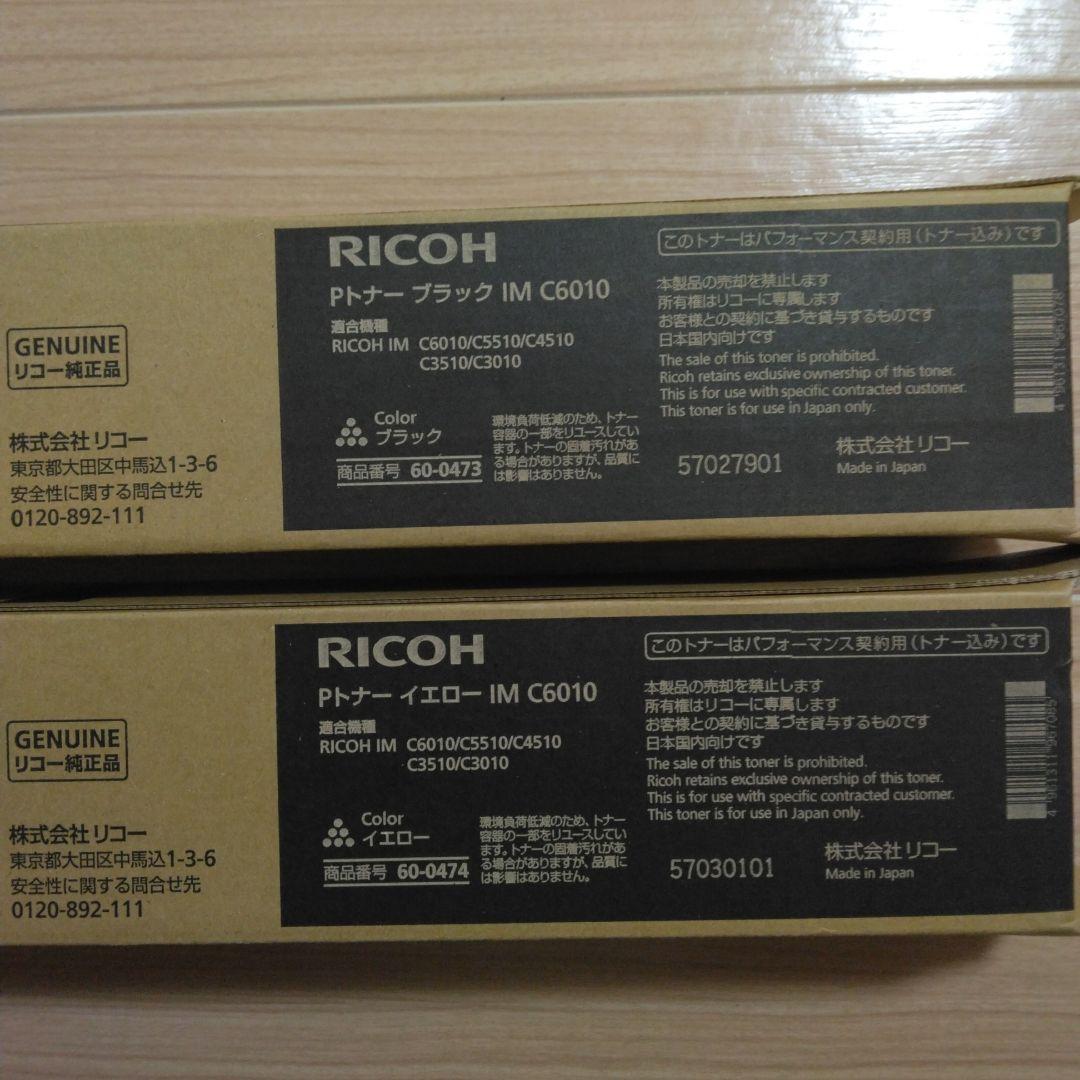 GENUINE
リコー純正品
株式会社リコー
東京都大田区中馬込1-3-6
安全性に関する問合せ先
0120-892-111
RICOH
Pトナー ブラック IM C6010
適合機種
RICOH IM C6010/C5510/C4510
C3510/C3010
Color
ブラック
商品番号 60-0473
環境負荷低減のため、トナー
容器の一部をリユースしてい
ます。トナーの固着汚れがあ
る場合がありますが、品質に
は影響はありません。
このトナーはパフォーマンス契約用(トナー込み)です
本製品の売却を禁止します
所有権はリコーに専属します
お客様との契約に基づき貸与するものです
日本国内向けです
The sale of this toner is prohibited.
Ricoh retains exclusive ownership of this toner.
This is for use with specific contracted customer.
This toner is for use in Japan only.
57027901
株式会社リコー
Made in Japan
GENUINE
リコー純正品
株式会社リコー
東京都大田区中馬込1-3-6
安全性に関する問合せ先
0120-892-111
RICOH
Pトナー イエロー IM C6010
適合機種
RICOH IM C6010/C5510/C4510
C3510/C3010
Color
イエロー
商品番号 60-0474
環境負荷低減のため、トナー
容器の一部をリユースしてい
ます。トナーの固着汚れがあ
る場合がありますが、品質に
は影響はありません。
このトナーはパフォーマンス契約用(トナー込み)です
本製品の売却を禁止します
所有権はリコーに専属します
お客様との契約に基づき貸与するものです
日本国内向けです
The sale of this toner is prohibited.
Ricoh retains exclusive ownership of this toner.
This is for use with specific contracted customer.
This toner is for use in Japan only.
57030101
株式会社リコー
Made in Japan